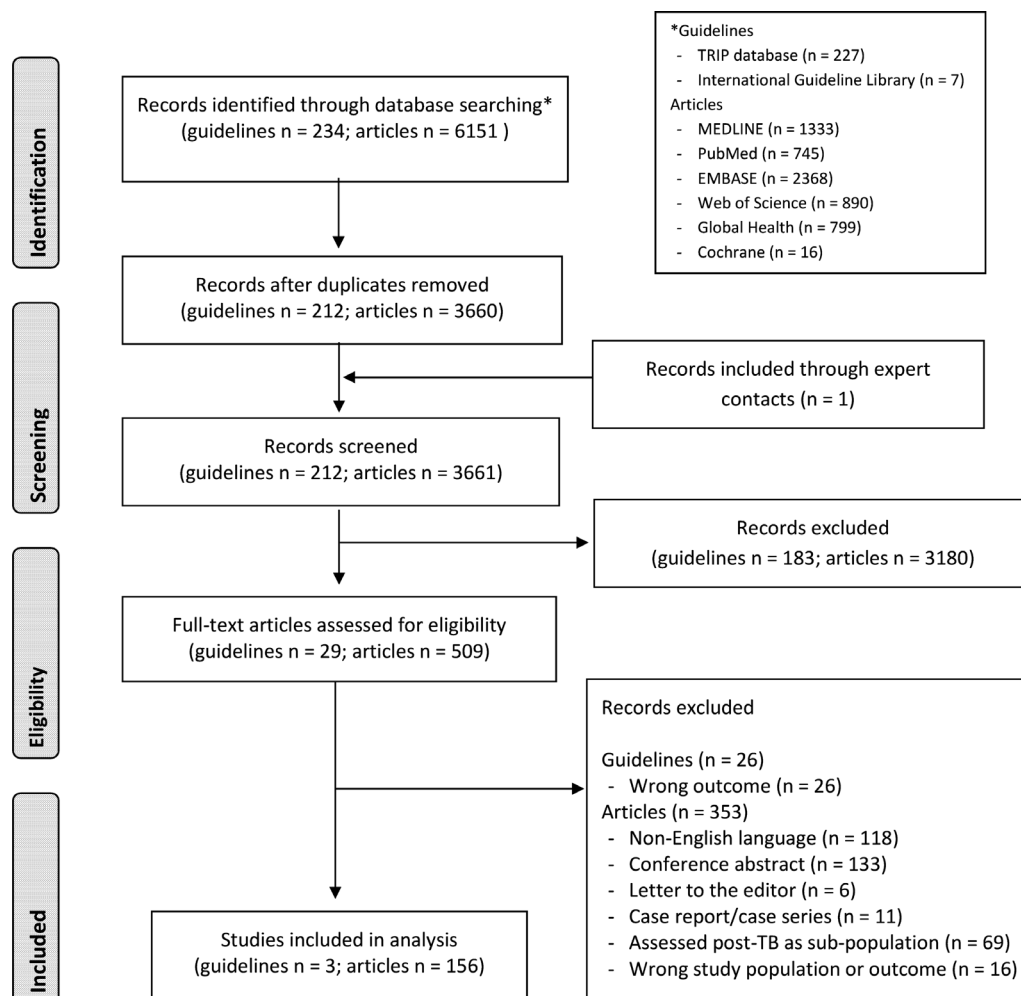 Identification
Records identified through database searching*
(guidelines n = 234; articles n = 6151 )
*Guidelines
- TRIP database (n = 227)
- International Guideline Library (n = 7)
Articles
- MEDLINE (n = 1333)
- PubMed (n = 745)
- EMBASE (n = 2368)
- Web of Science (n = 890)
- Global Health (n = 799)
- Cochrane (n = 16)
Records after duplicates removed
(guidelines n = 212; articles n = 3660)
Screening
Records included through expert
contacts (n = 1)
Records screened
(guidelines n = 212; articles n = 3661)
Records excluded
(guidelines n = 183; articles n = 3180)
Eligibility
Full-text articles assessed for eligibility
(guidelines n = 29; articles n = 509)
Records excluded
Guidelines (n = 26)
- Wrong outcome (n = 26)
Articles (n = 353)
- Non-English language (n = 118)
- Conference abstract (n = 133)
- Letter to the editor (n = 6)
- Case report/case series (n = 11)
- Assessed post-TB as sub-population (n = 69)
- Wrong study population or outcome (n = 16)
Included
Studies included in analysis
(guidelines n = 3; articles n = 156)